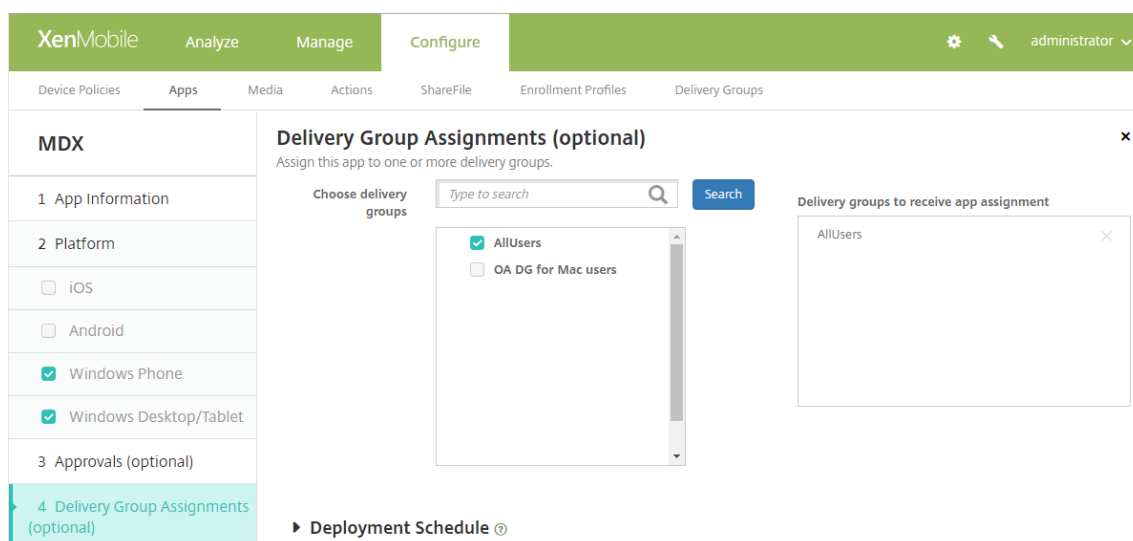 XenMobile Analyze Manage Configure administrator
Device Policies Apps Media Actions ShareFile Enrollment Profiles Delivery Groups
MDX
1 App Information
2 Platform
iOS
Android
Windows Phone
Windows Desktop/Tablet
3 Approvals (optional)
4 Delivery Group Assignments
(optional)
Delivery Group Assignments (optional)
Assign this app to one or more delivery groups.
Choose delivery
groups
Type to search
Search
AllUsers
OA DG for Mac users
Delivery groups to receive app assignment
AllUsers
Deployment Schedule